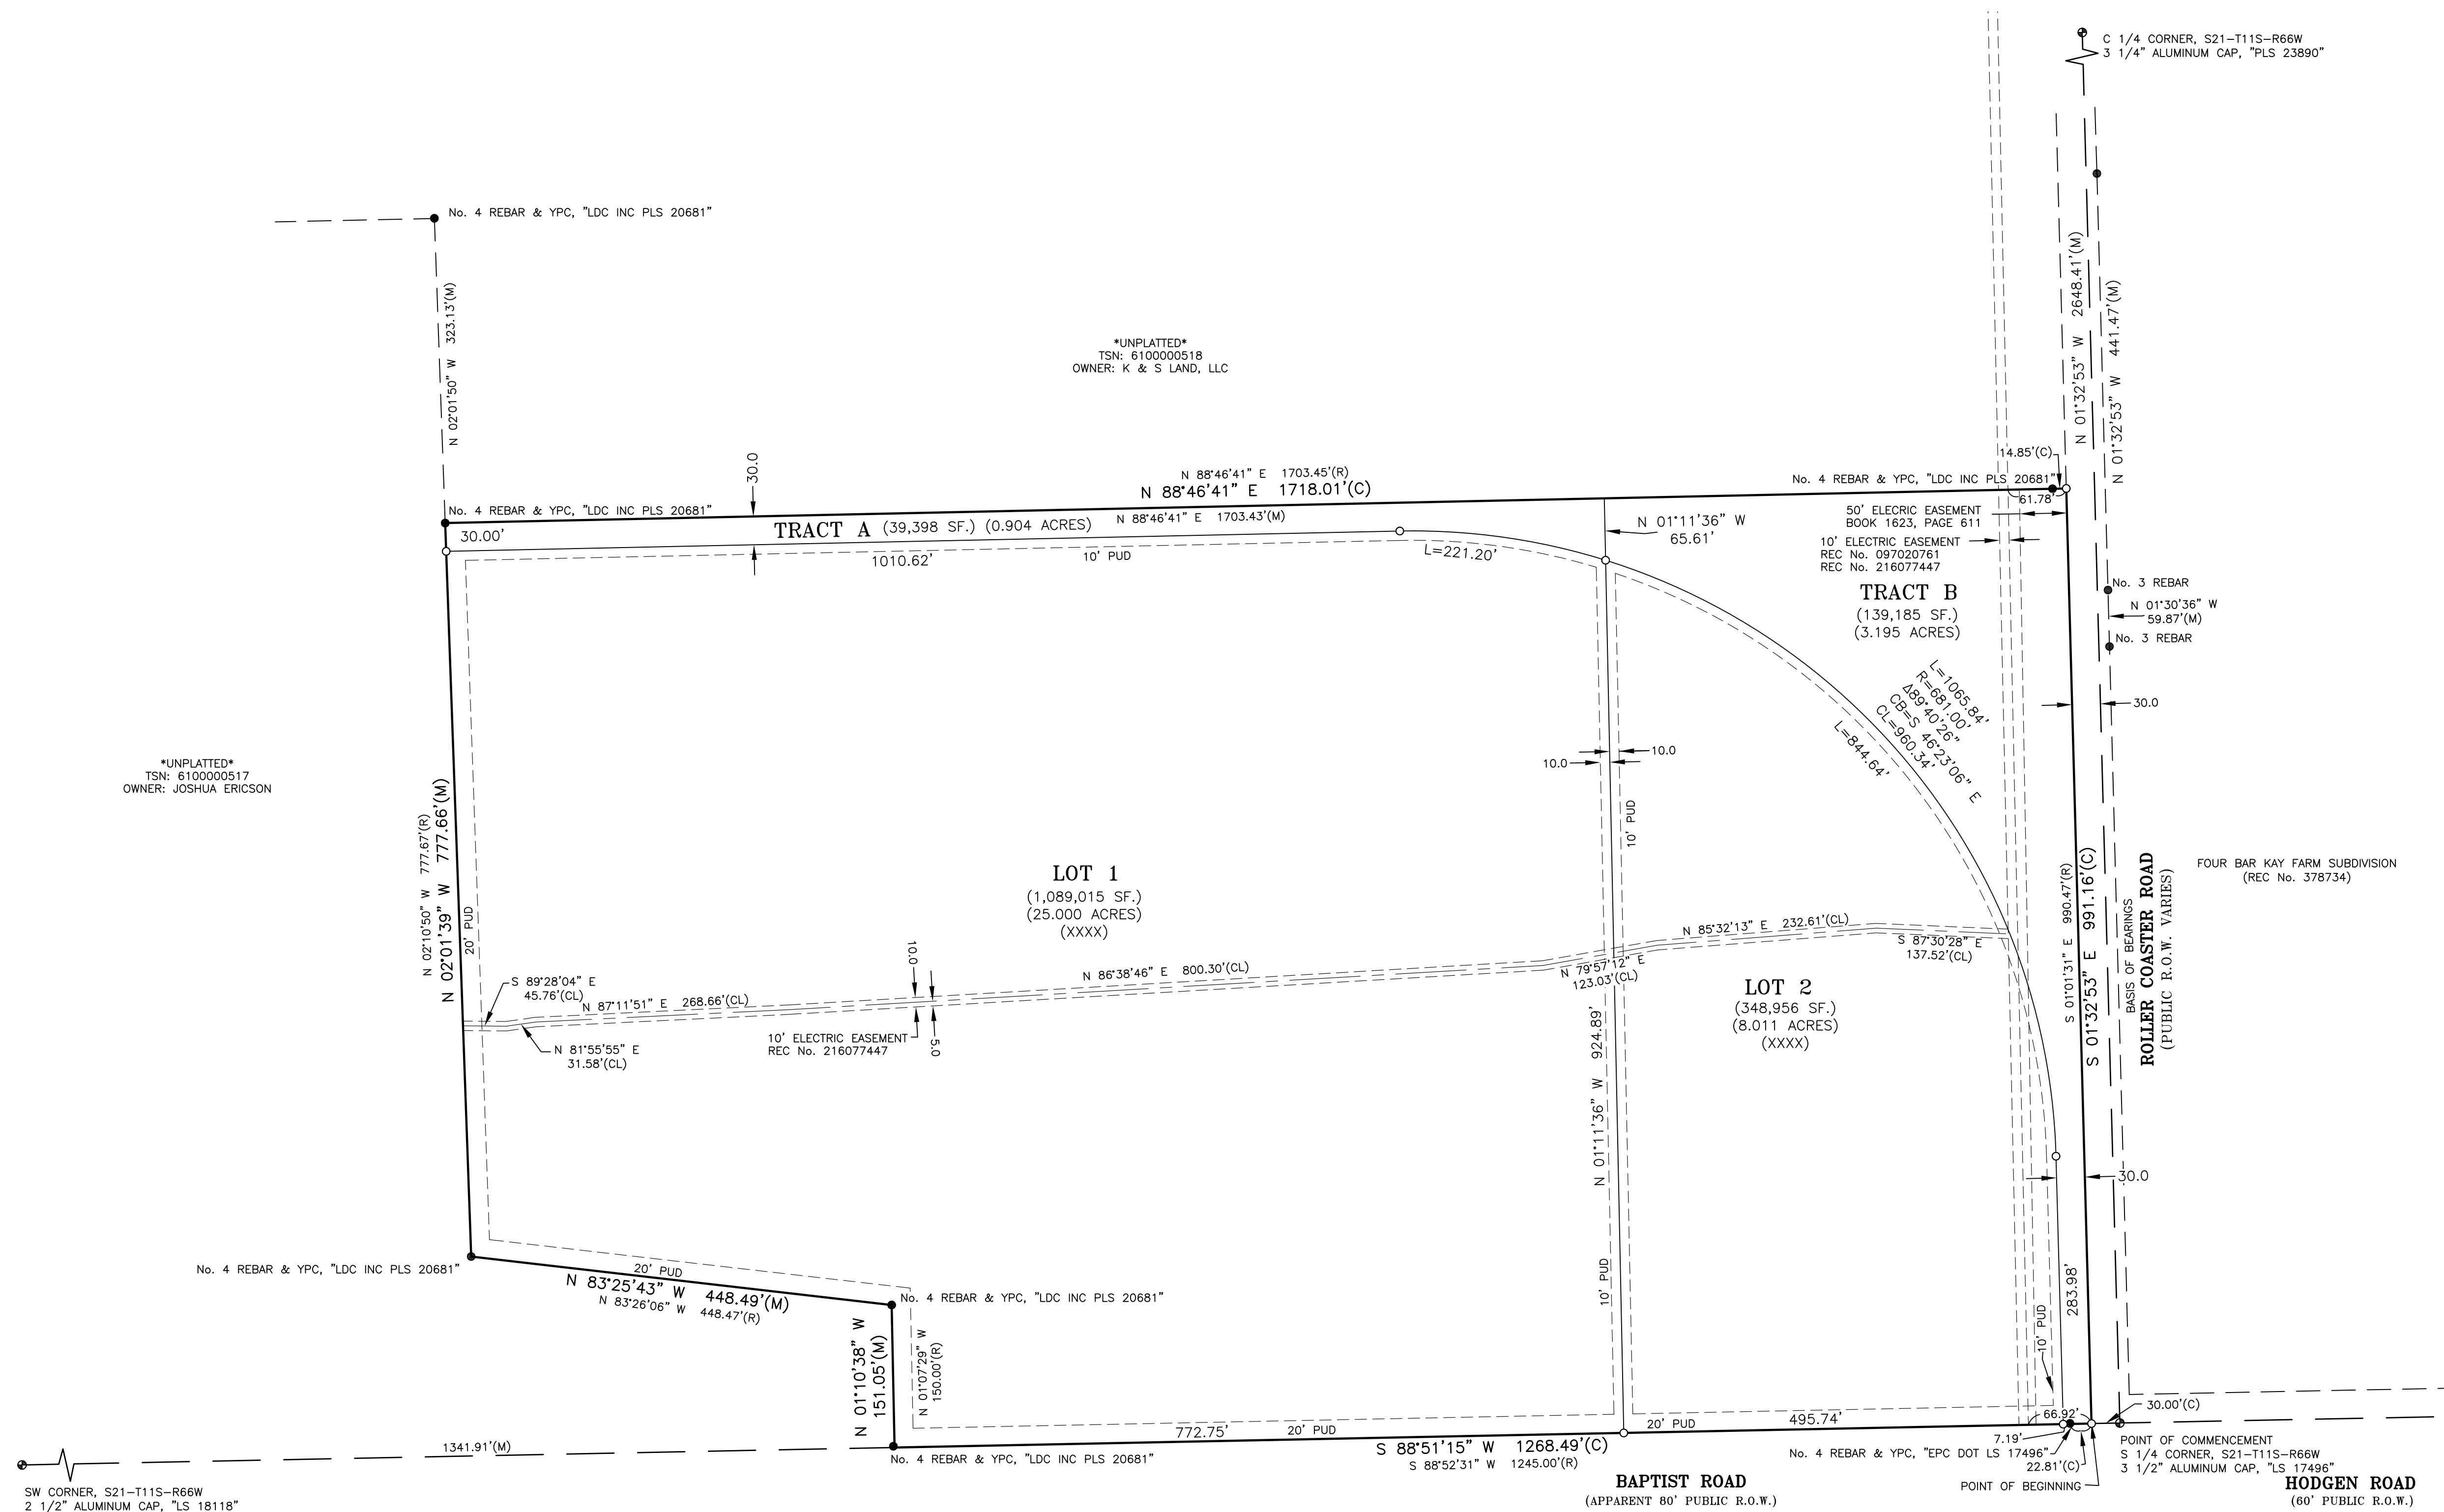 C 1/4 CORNER, S21-T11S-R66W
3 1/4" ALUMINUM CAP, "PLS 23890"
No. 4 REBAR & YPC, "LDC INC PLS 20681"
N 02°01'50" W 323.13'(M)
*UNPLATTED*
TSN: 6100000518
OWNER: K & S LAND, LLC
N 01°32'53" W 2648.41'(M)
N 01°32'53" W 441.47'(M)
14.85'(C)
30.0
N 88°46'41" E 1703.45'(R)
N 88°46'41" E 1718.01'(C)
No. 4 REBAR & YPC, "LDC INC PLS 20681"
61.78'
No. 4 REBAR & YPC, "LDC INC PLS 20681"
30.00'
TRACT A (39,398 SF.) (0.904 ACRES)
N 88°46'41" E 1703.43'(M)
N 01°11'36" W
65.61'
50' ELECRIC EASEMENT
BOOK 1623, PAGE 611
10' ELECTRIC EASEMENT
REC No. 097020761
REC No. 216077447
1010.62'
10' PUD
L=221.20'
TRACT B
(139,185 SF.)
(3.195 ACRES)
No. 3 REBAR
N 01°30'36" W
59.87'(M)
No. 3 REBAR
L=1065.84'
R=681.00'
Δ89°40'26"
CB=S 46°23'06" E
CL=960.34'
L=844.64'
30.0
10.0
10.0
10' PUD
*UNPLATTED*
TSN: 6100000517
OWNER: JOSHUA ERICSON
N 02°10'50" W 777.67'(R)
N 02°01'39" W 777.66'(M)
20' PUD
LOT 1
(1,089,015 SF.)
(25.000 ACRES)
(XXXX)
S 01°01'31" E 990.47'(R)
S 01°32'53" E 991.16'(C)
BASIS OF BEARINGS
ROLLER COASTER ROAD
(PUBLIC R.O.W. VARIES)
FOUR BAR KAY FARM SUBDIVISION
(REC No. 378734)
S 89°28'04" E
45.76'(CL)
N 87°11'51" E 268.66'(CL)
10.0
N 86°38'46" E 800.30'(CL)
N 79°57'12" E
123.03'(CL)
N 85°32'13" E 232.61'(CL)
S 87°30'28" E
137.52'(CL)
N 81°55'55" E
31.58'(CL)
10' ELECTRIC EASEMENT
REC No. 216077447
5.0
LOT 2
(348,956 SF.)
(8.011 ACRES)
(XXXX)
N 01°11'36" W 924.89'
30.0
No. 4 REBAR & YPC, "LDC INC PLS 20681"
20' PUD
N 83°25'43" W 448.49'(M)
N 83°26'06" W 448.47'(R)
No. 4 REBAR & YPC, "LDC INC PLS 20681"
10' PUD
283.98'
10' PUD
N 01°10'38" W
151.05'(M)
N 01°07'29" W
150.00'(R)
1341.91'(M)
772.75'
20' PUD
20' PUD
495.74'
66.92'
30.00'(C)
S 88°51'15" W 1268.49'(C)
S 88°52'31" W 1245.00'(R)
No. 4 REBAR & YPC, "LDC INC PLS 20681"
7.19'
No. 4 REBAR & YPC, "EPC DOT LS 17496"
22.81'(C)
POINT OF BEGINNING
POINT OF COMMENCEMENT
S 1/4 CORNER, S21-T11S-R66W
3 1/2" ALUMINUM CAP, "LS 17496"
SW CORNER, S21-T11S-R66W
2 1/2" ALUMINUM CAP, "LS 18118"
BAPTIST ROAD
(APPARENT 80' PUBLIC R.O.W.)
HODGEN ROAD
(60' PUBLIC R.O.W.)